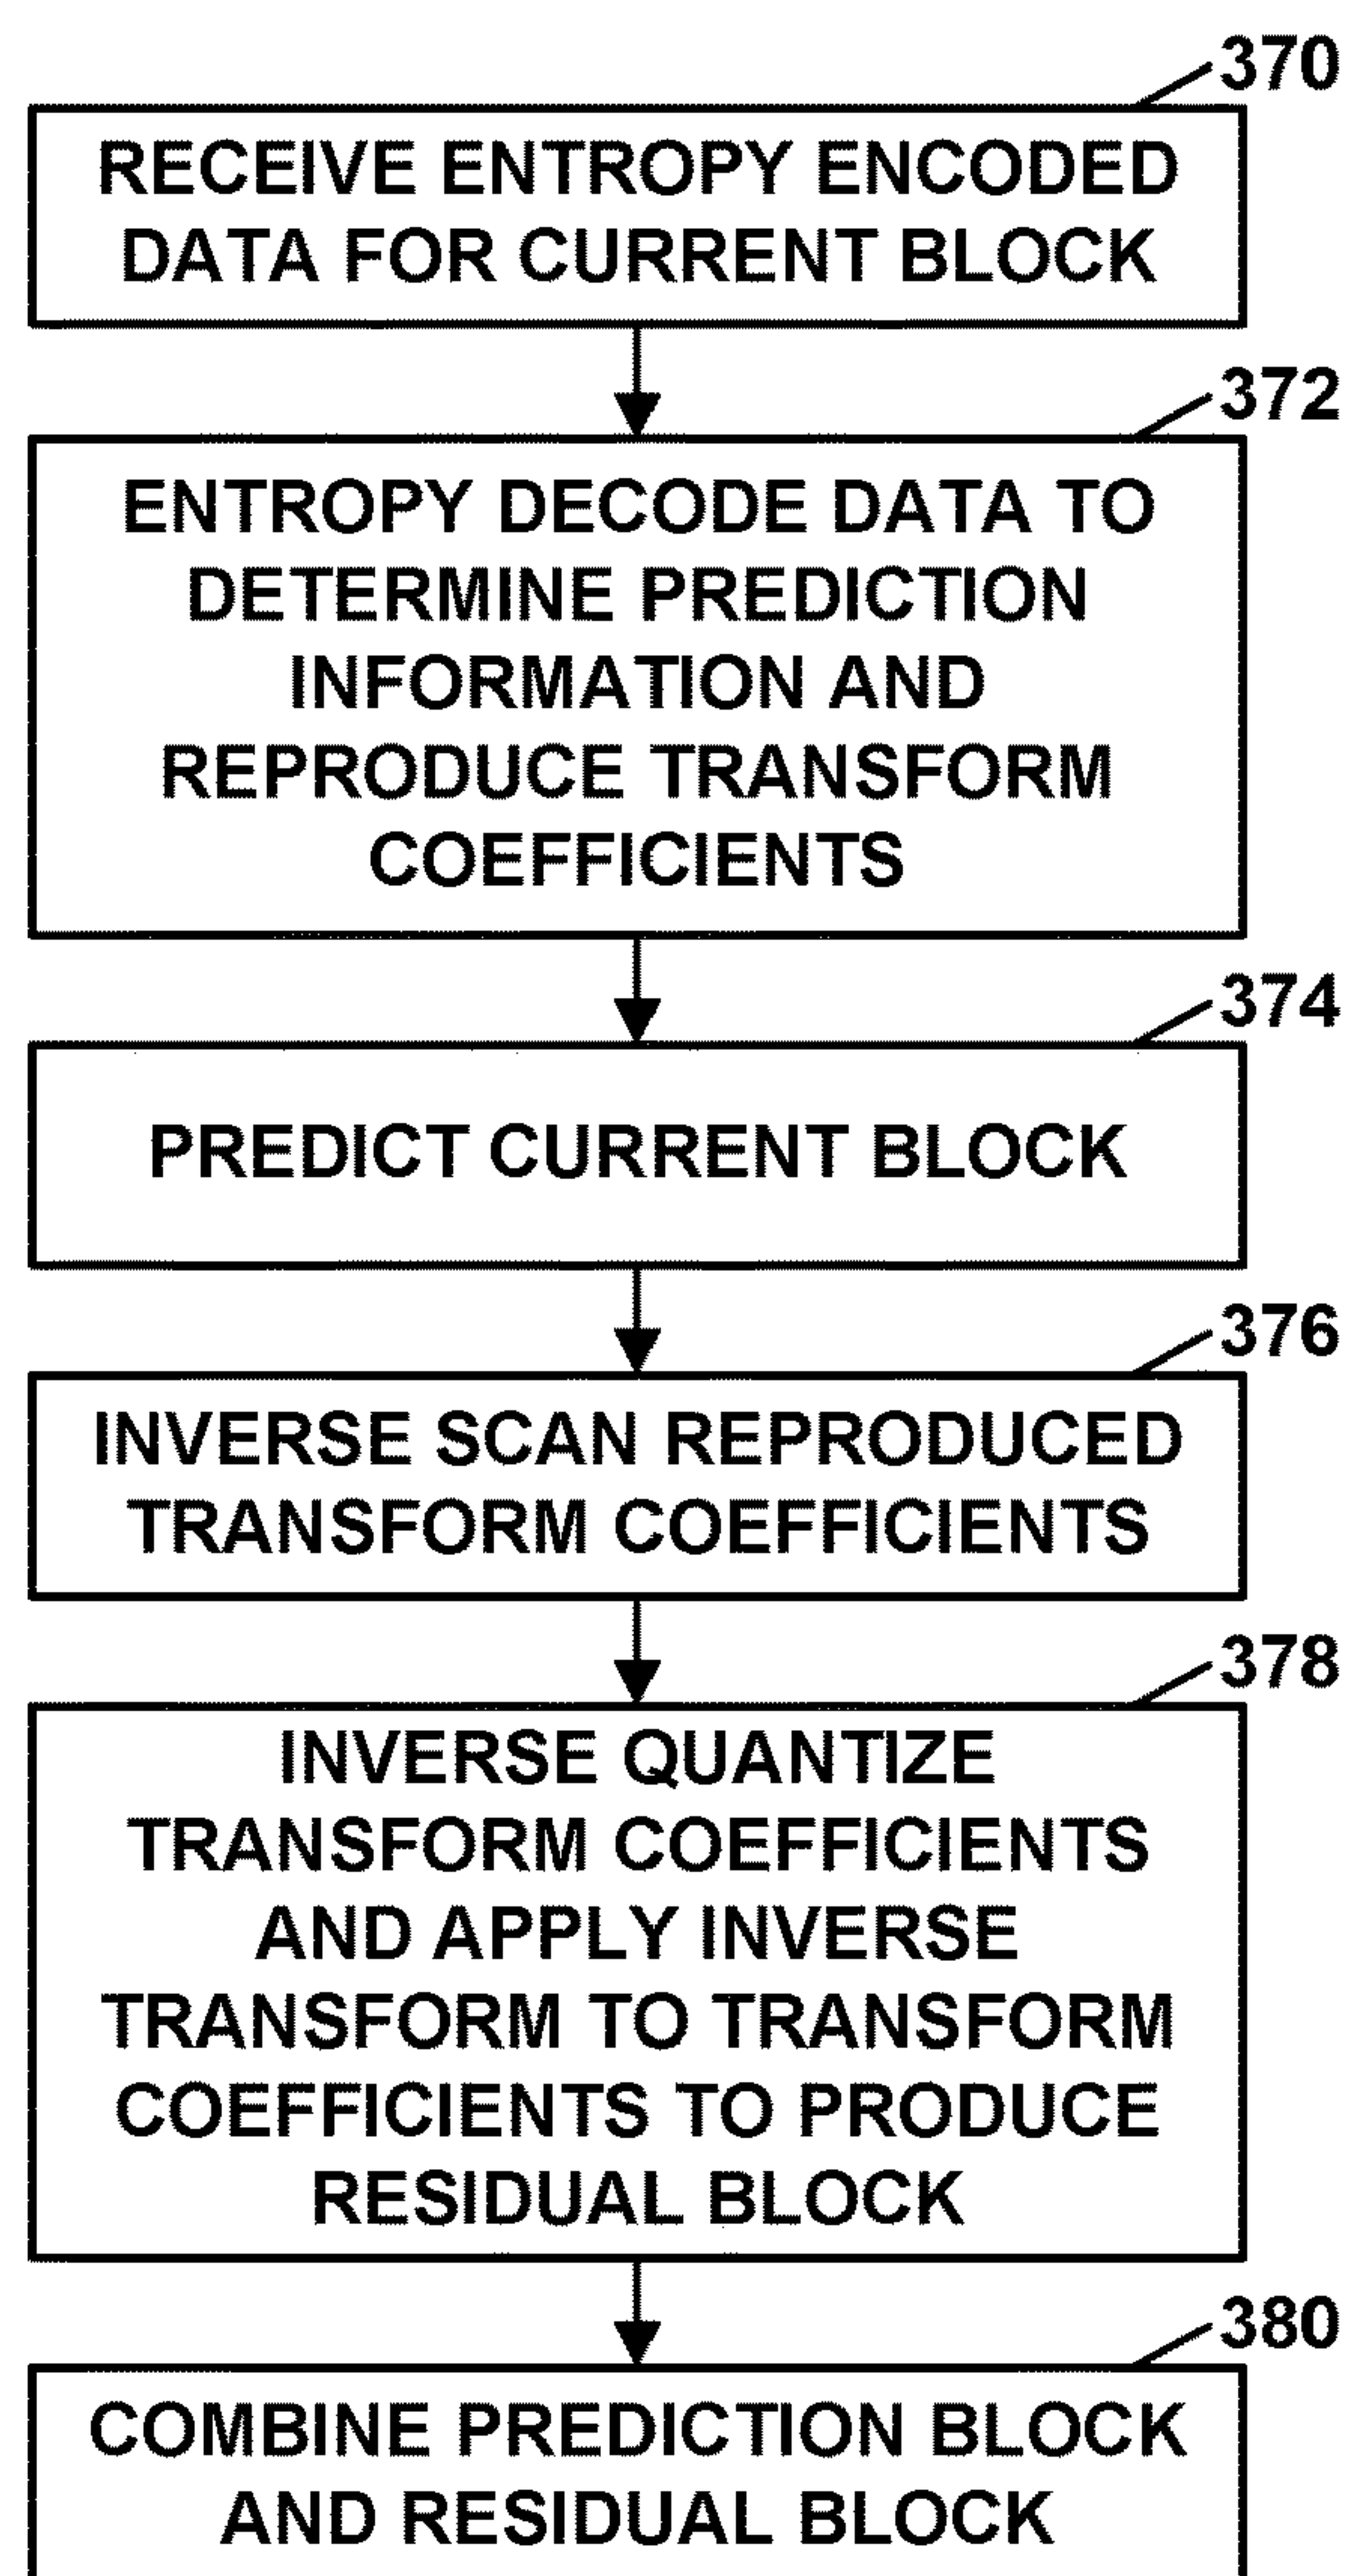 370
RECEIVE ENTROPY ENCODED
DATA FOR CURRENT BLOCK
372
ENTROPY DECODE DATA TO
DETERMINE PREDICTION
INFORMATION AND
REPRODUCE TRANSFORM
COEFFICIENTS
374
PREDICT CURRENT BLOCK
376
INVERSE SCAN REPRODUCED
TRANSFORM COEFFICIENTS
378
INVERSE QUANTIZE
TRANSFORM COEFFICIENTS
AND APPLY INVERSE
TRANSFORM TO TRANSFORM
COEFFICIENTS TO PRODUCE
RESIDUAL BLOCK
380
COMBINE PREDICTION BLOCK
AND RESIDUAL BLOCK